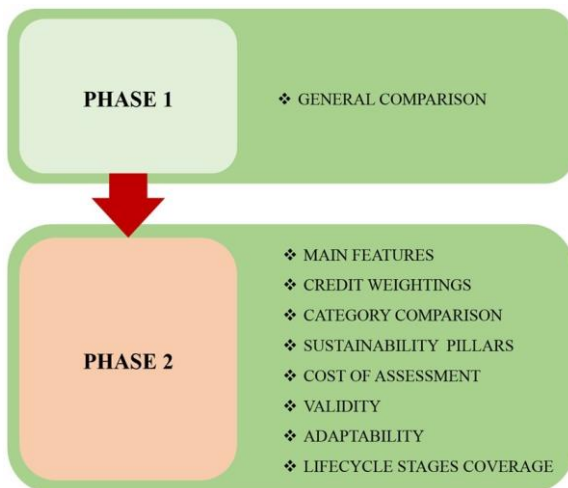 PHASE 1
❖ GENERAL COMPARISON
PHASE 2
❖ MAIN FEATURES
❖ CREDIT WEIGHTINGS
❖ CATEGORY COMPARISON
❖ SUSTAINABILITY PILLARS
❖ COST OF ASSESSMENT
❖ VALIDITY
❖ ADAPTABILITY
❖ LIFECYCLE STAGES COVERAGE